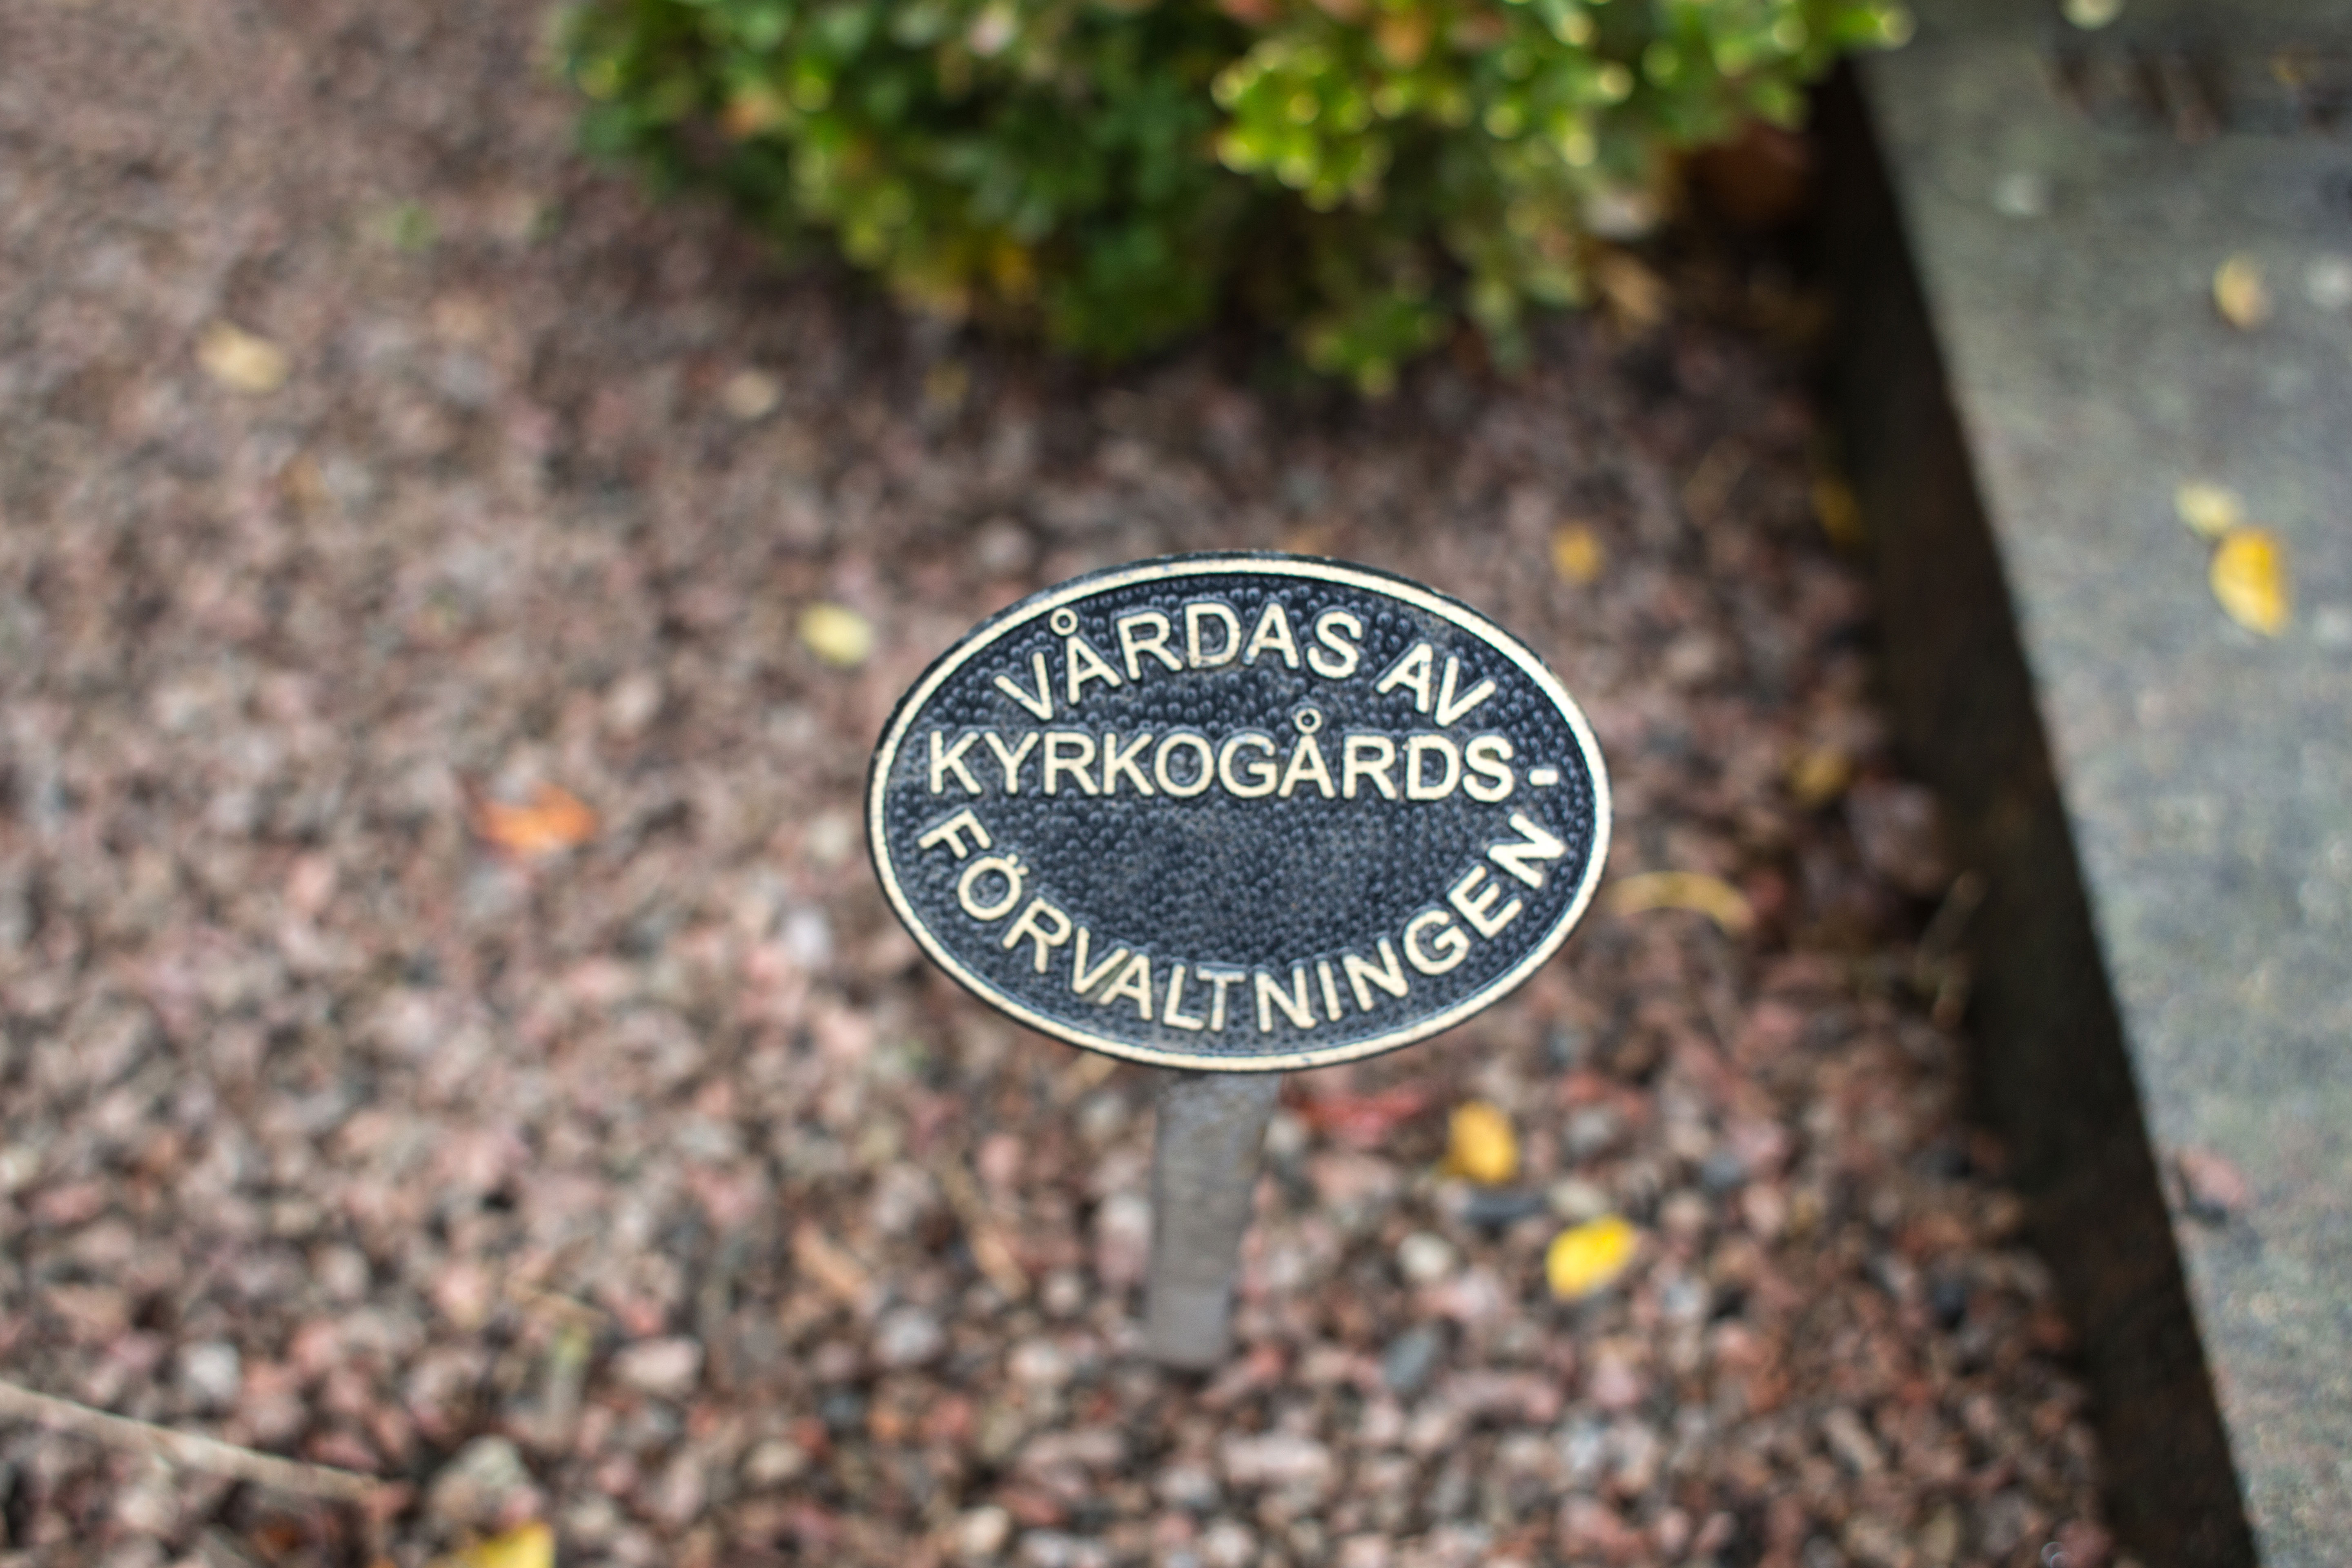 VÅRDAS AV
KYRKOGÅRDS-
FÖRVALTNINGEN